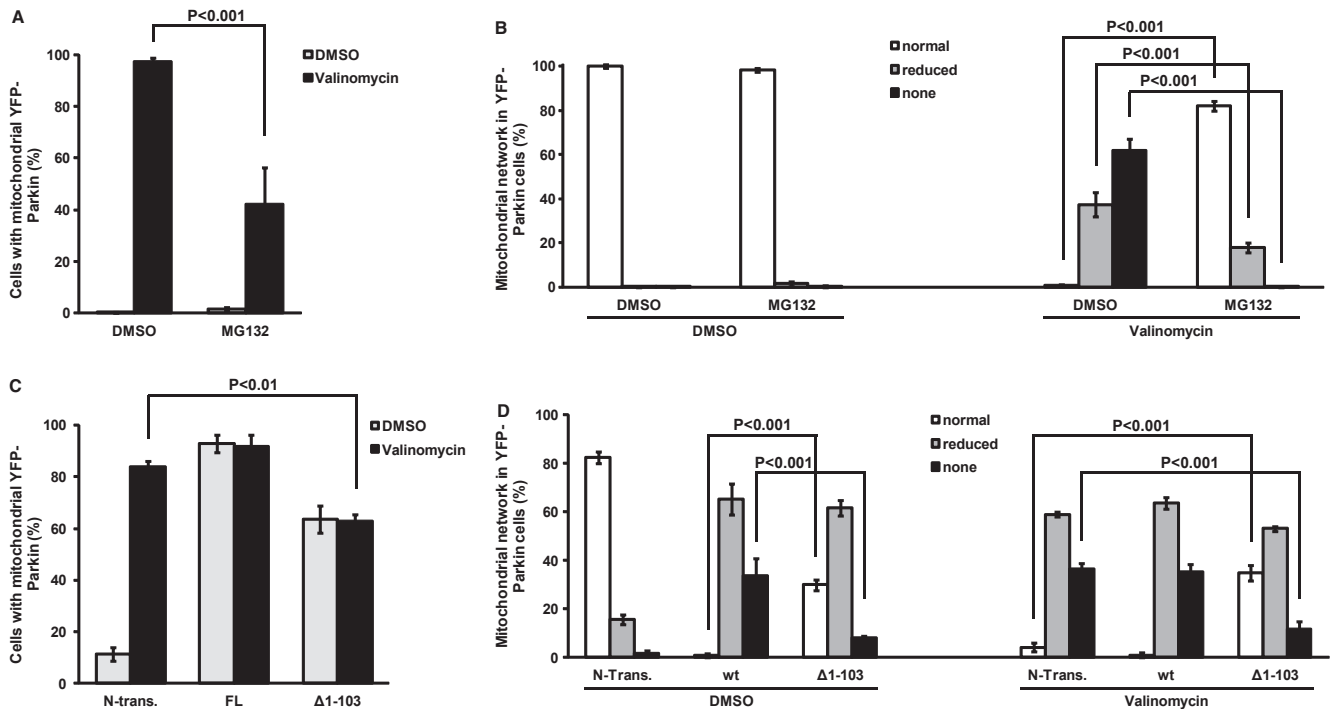 A
P<0.001
DMSO
Valinomycin
Cells with mitochondrial YFP-
Parkin (%)
100
80
60
40
20
0
DMSO
MG132
B
P<0.001
P<0.001
P<0.001
normal
reduced
none
Mitochondrial network in YFP-
Parkin cells (%)
100
80
60
40
20
0
DMSO
MG132
DMSO
DMSO
MG132
Valinomycin
C
P<0.01
DMSO
Valinomycin
Cells with mitochondrial YFP-
Parkin (%)
100
80
60
40
20
0
N-trans.
FL
Δ1-103
D
P<0.001
P<0.001
normal
reduced
none
P<0.001
P<0.001
Mitochondrial network in YFP-
Parkin cells (%)
100
80
60
40
20
0
N-Trans.
wt
Δ1-103
DMSO
N-Trans.
wt
Δ1-103
Valinomycin